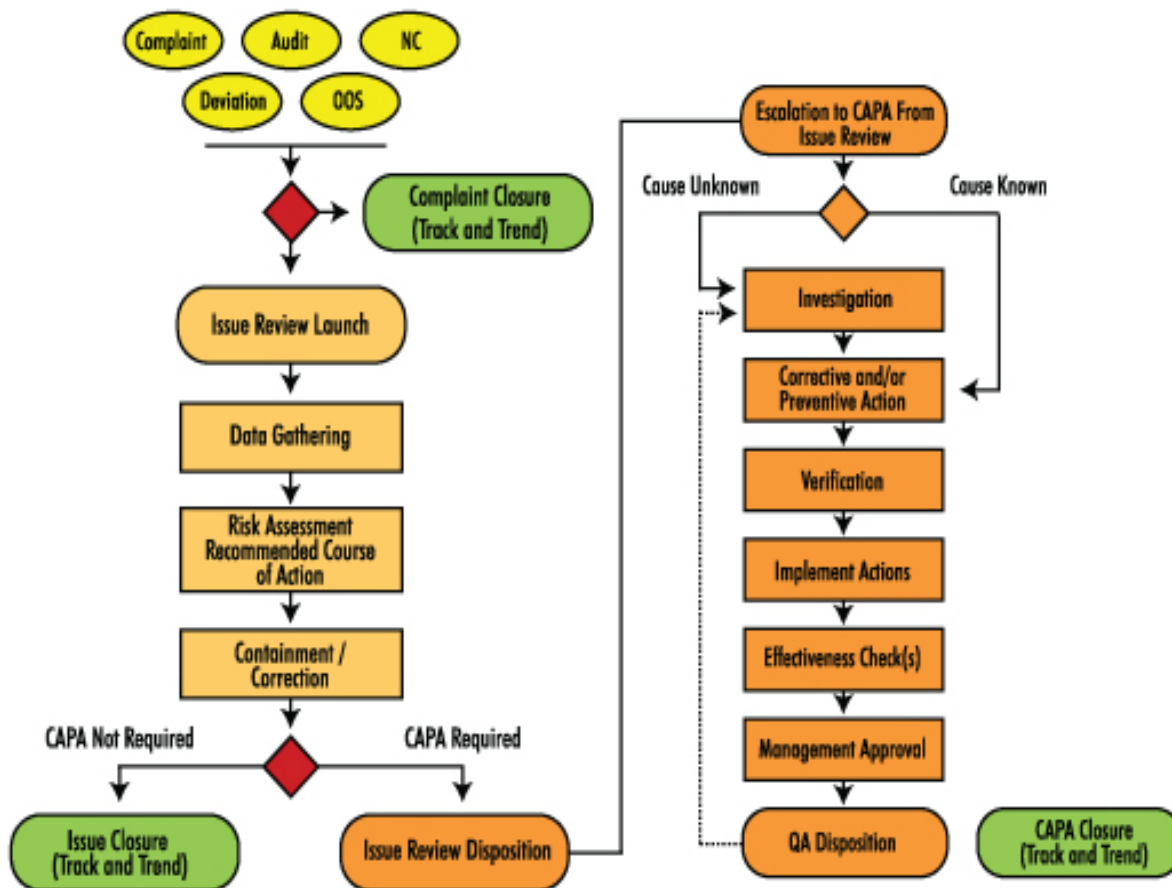 Complaint
Audit
NC
Deviation
OOS
Complaint Closure
(Track and Trend)
Issue Review Launch
Data Gathering
Risk Assessment
Recommended Course
of Action
Containment /
Correction
CAPA Not Required
CAPA Required
Issue Closure
(Track and Trend)
Issue Review Disposition
Escalation to CAPA From
Issue Review
Cause Unknown
Cause Known
Investigation
Corrective and/or
Preventive Action
Verification
Implement Actions
Effectiveness Check(s)
Management Approval
QA Disposition
CAPA Closure
(Track and Trend)